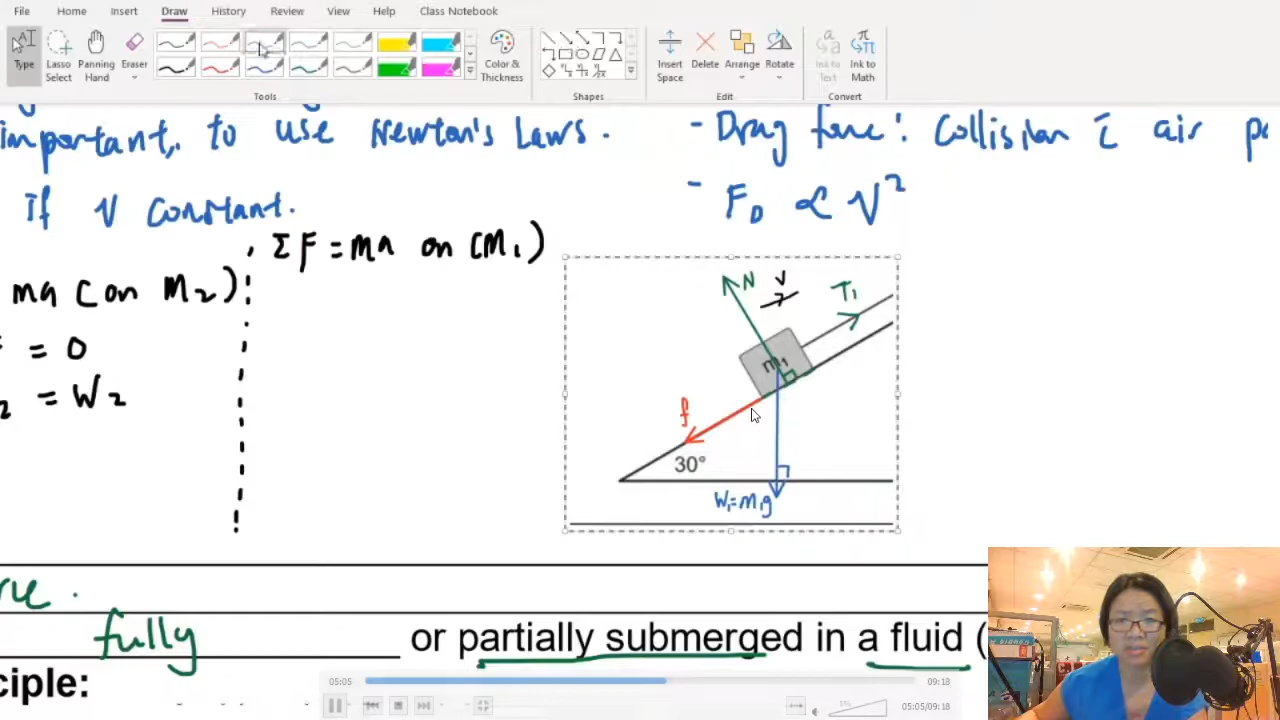 File Home Insert Draw History Review View Help Class Notebook
Type Lasso Select Panning Hand Eraser Color & Thickness Insert Space Delete Arrange Rotate Ink to Text Ink to Math
Tools Shapes Edit Convert
important, to use Newton's Laws.
If v constant.
- Drag force: Collision c̄ air
- F_D ∝ v²
ΣF = ma on (M₁)
ma (on M₂)
= 0
₂ = W₂
N
v
T₁
m₁
f
30°
W₁=m₁g
fully or partially submerged in a fluid (
ciple:
05:05 09:18
05:05/09:18